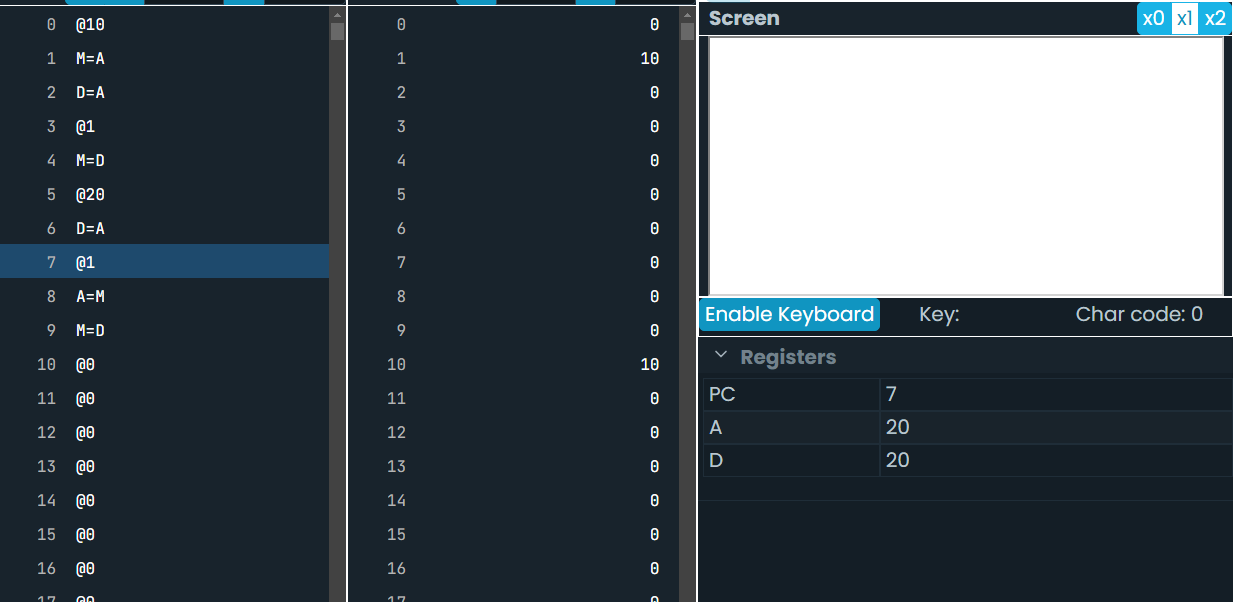 Screen x0 x1 x2
0 @10
1 M=A
2 D=A
3 @1
4 M=D
5 @20
6 D=A
7 @1
8 A=M
9 M=D
10 @0
11 @0
12 @0
13 @0
14 @0
15 @0
16 @0
17 @0
0 0
1 10
2 0
3 0
4 0
5 0
6 0
7 0
8 0
9 0
10 10
11 0
12 0
13 0
14 0
15 0
16 0
17 0
Enable Keyboard Key: Char code: 0
Registers
PC 7
A 20
D 20